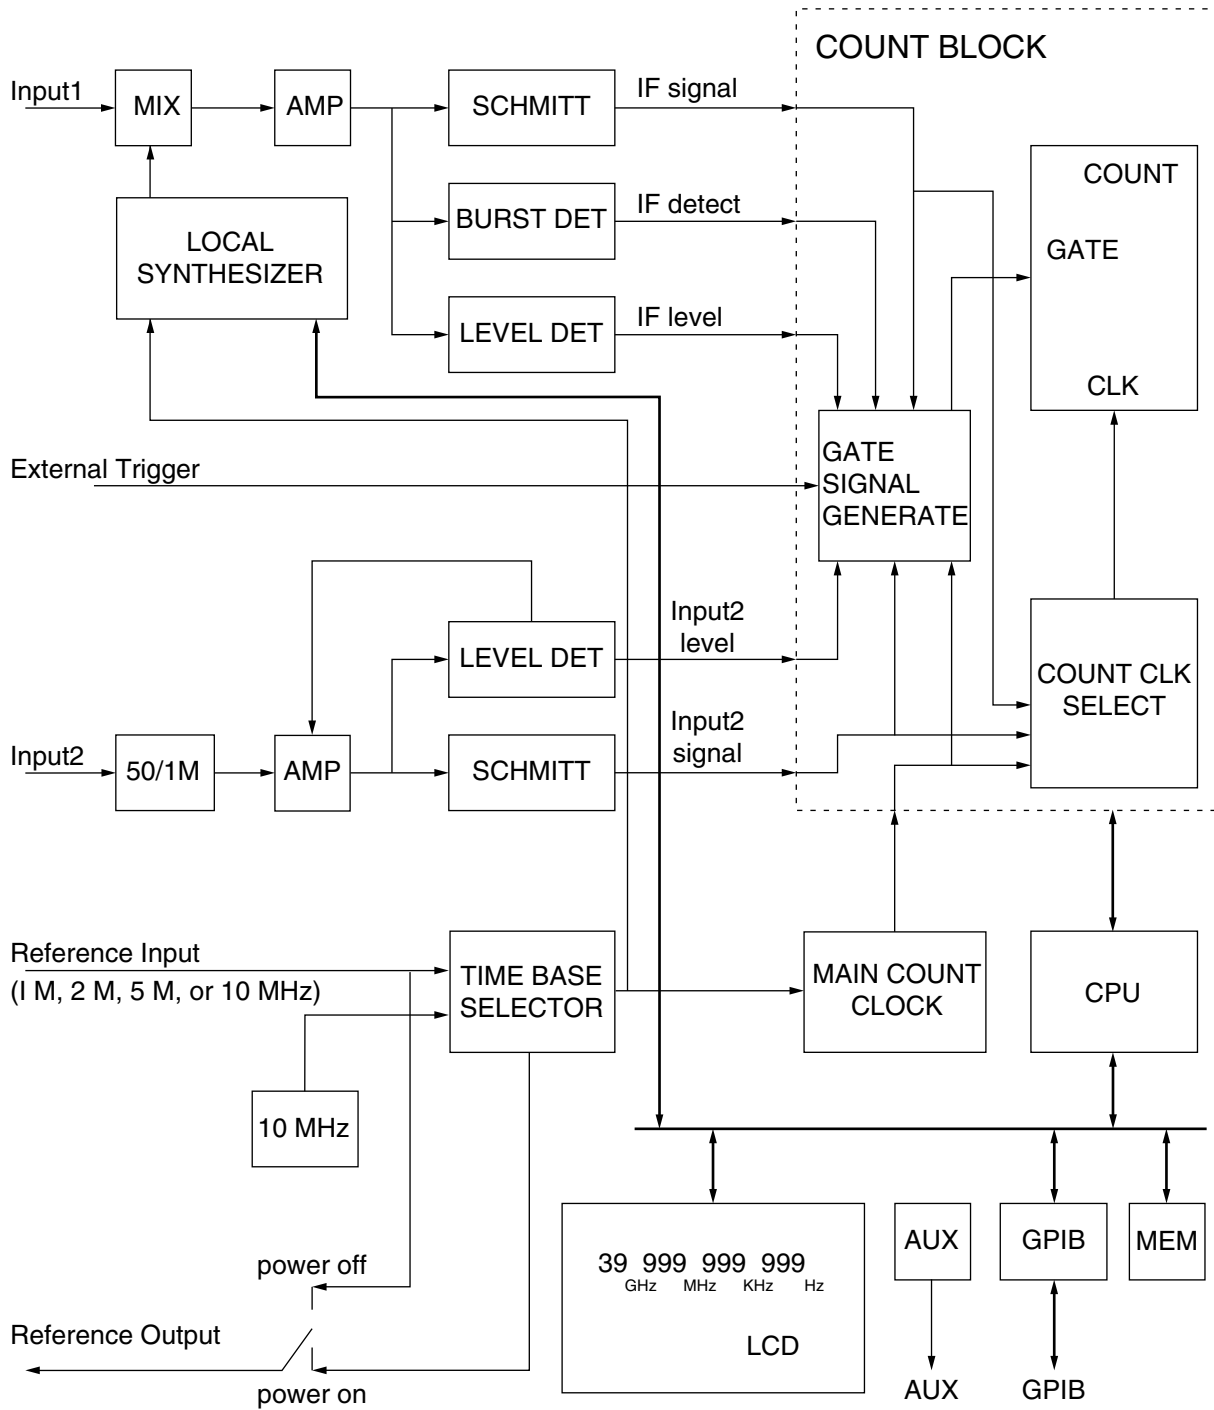 COUNT BLOCK
Input1
MIX
AMP
SCHMITT
IF signal
COUNT
GATE
CLK
BURST DET
IF detect
LOCAL
SYNTHESIZER
LEVEL DET
IF level
External Trigger
GATE
SIGNAL
GENERATE
Input2
level
LEVEL DET
COUNT CLK
SELECT
Input2
signal
Input2
50/1M
AMP
SCHMITT
Reference Input
(I M, 2 M, 5 M, or 10 MHz)
TIME BASE
SELECTOR
MAIN COUNT
CLOCK
CPU
10 MHz
power off
Reference Output
power on
39 999 999 999
GHz MHz KHz Hz
LCD
AUX
GPIB
MEM
AUX
GPIB